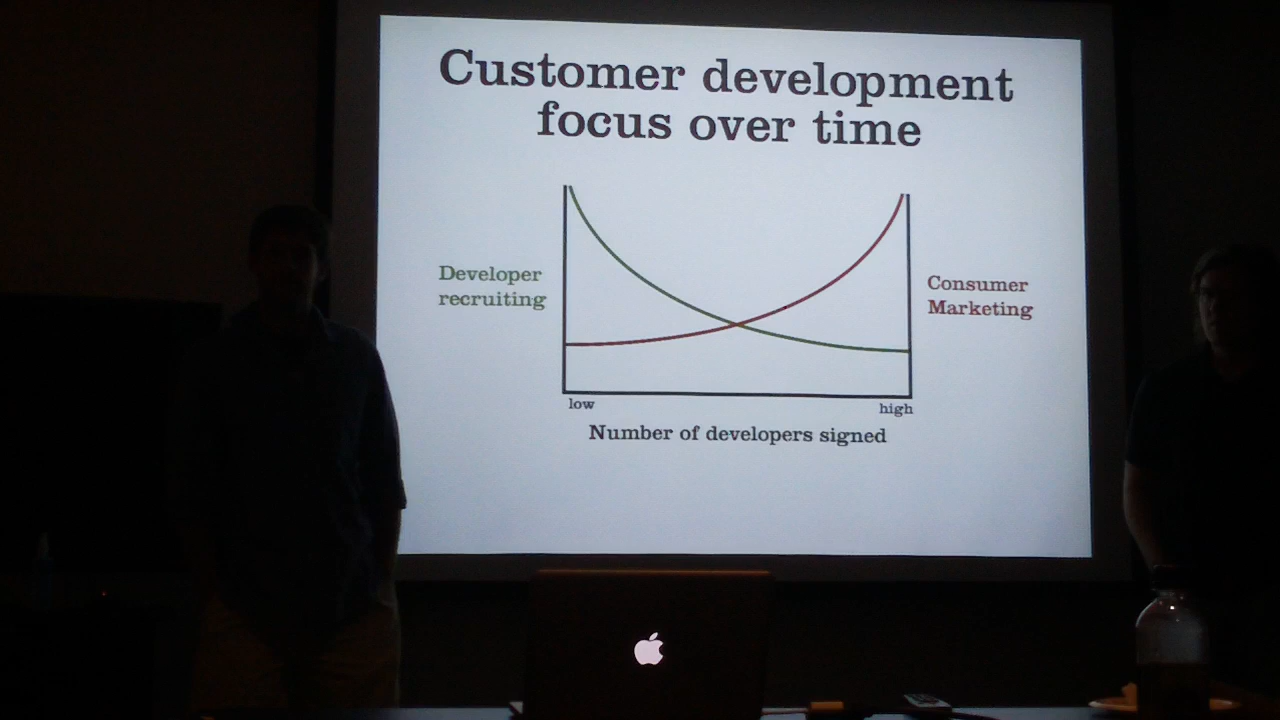 Customer development
focus over time
Developer
recruiting
Consumer
Marketing
low
high
Number of developers signed